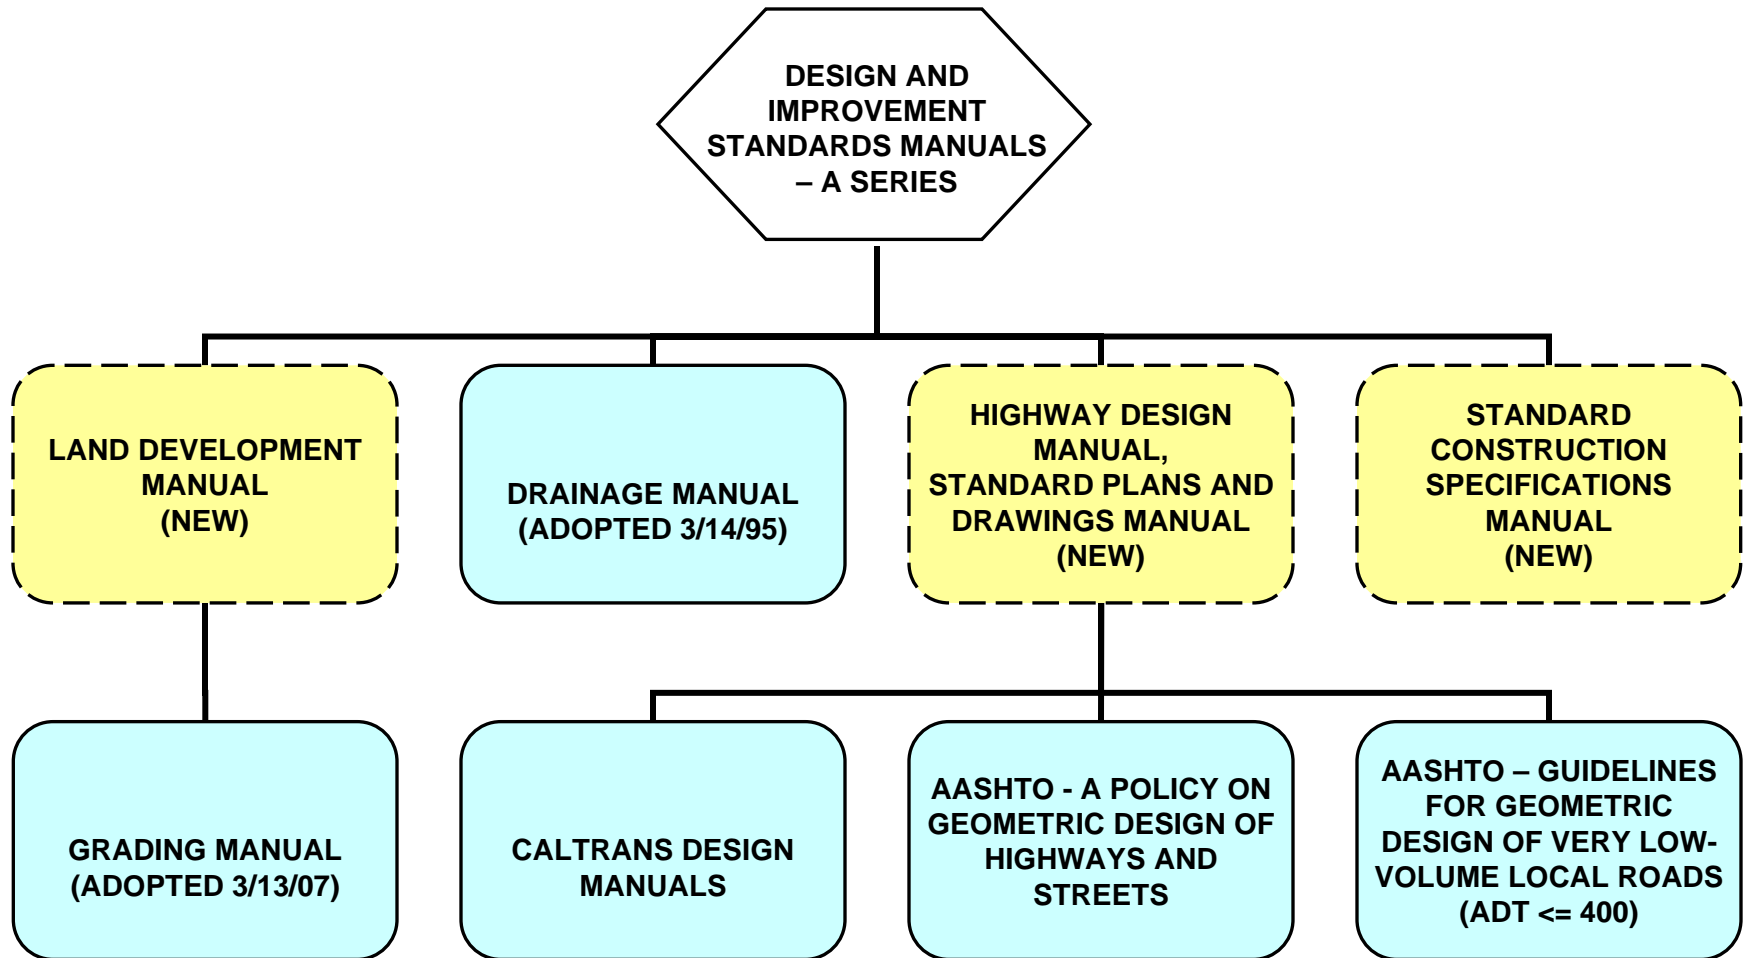 DESIGN AND
IMPROVEMENT
STANDARDS MANUALS
– A SERIES
LAND DEVELOPMENT
MANUAL
(NEW)
DRAINAGE MANUAL
(ADOPTED 3/14/95)
HIGHWAY DESIGN
MANUAL,
STANDARD PLANS AND
DRAWINGS MANUAL
(NEW)
STANDARD
CONSTRUCTION
SPECIFICATIONS
MANUAL
(NEW)
GRADING MANUAL
(ADOPTED 3/13/07)
CALTRANS DESIGN
MANUALS
AASHTO - A POLICY ON
GEOMETRIC DESIGN OF
HIGHWAYS AND
STREETS
AASHTO – GUIDELINES
FOR GEOMETRIC
DESIGN OF VERY LOW-
VOLUME LOCAL ROADS
(ADT <= 400)